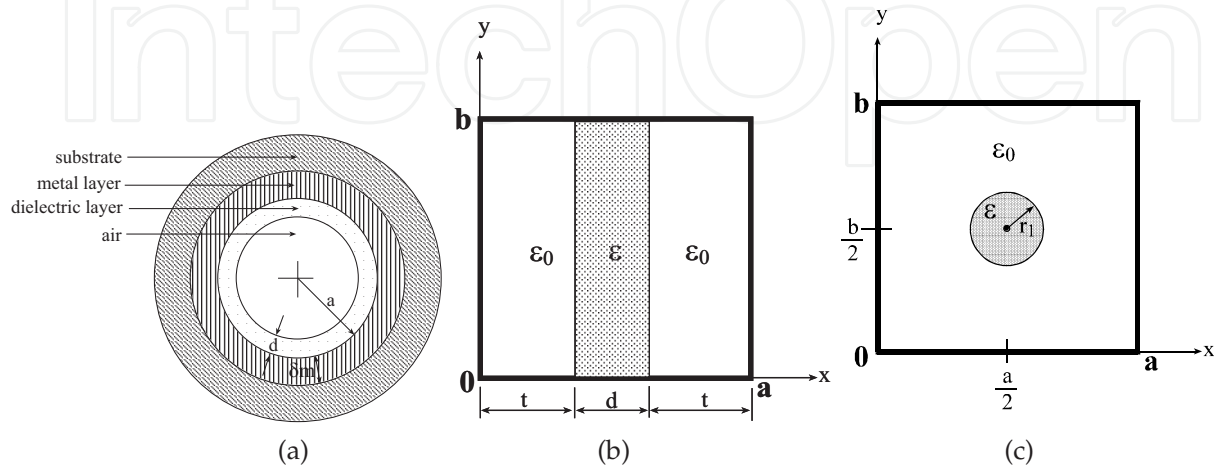 IntechOpen
substrate
metal layer
dielectric layer
air
a
d
δm
(a)
y
b
ε₀
ε
ε₀
0
a
x
t
d
t
(b)
y
b
ε₀
ε
r₁
b
2
0
a
x
a
2
(c)